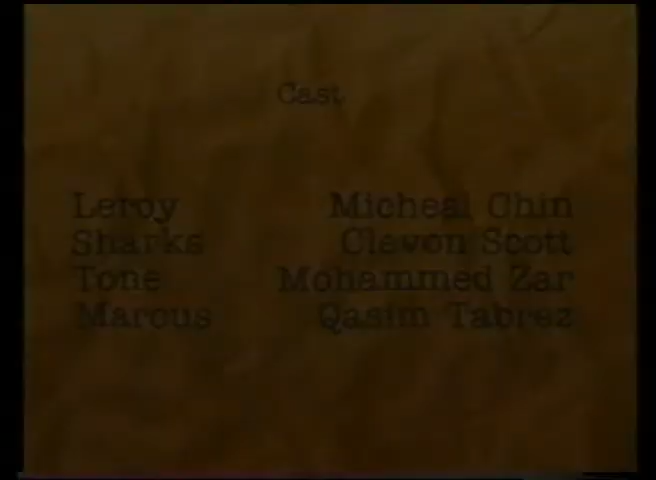 Cast
Leroy Micheal Chin
Sharks Clavon Scott
Tone Mohammed Zar
Marcus Qasim Tabrez